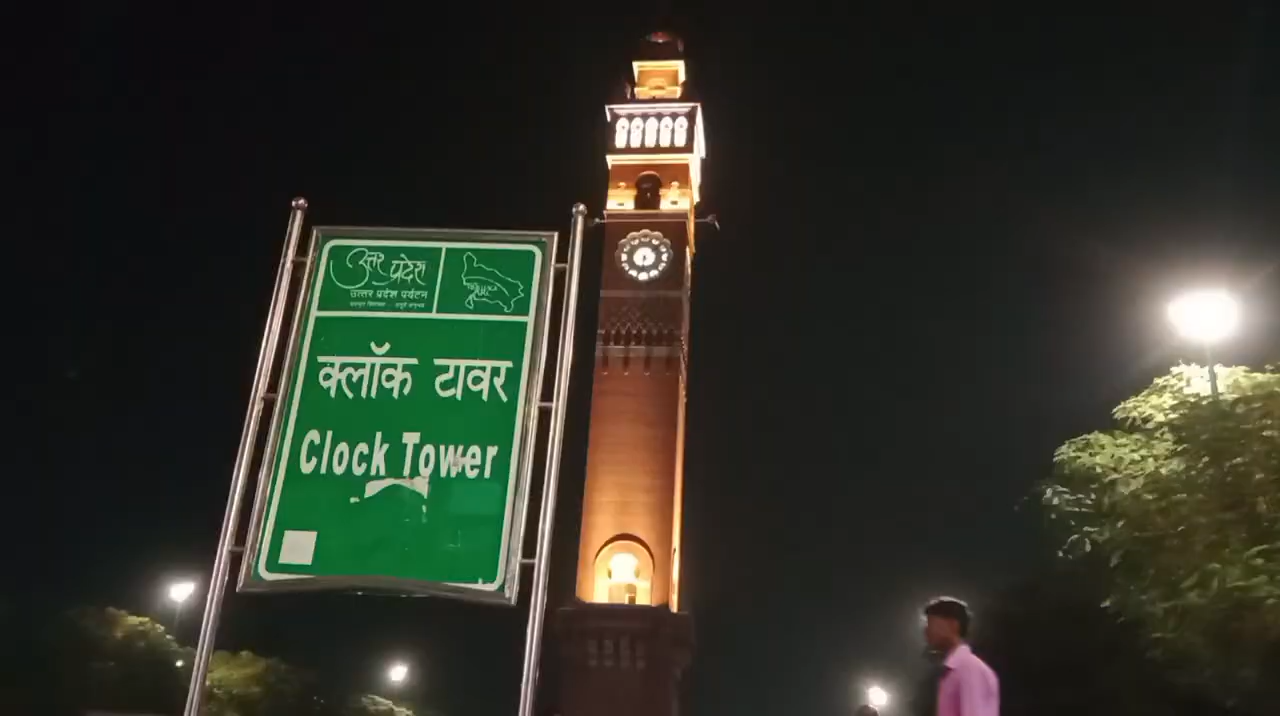 उत्तर प्रदेश
उत्तर प्रदेश पर्यटन
क्लॉक टावर
Clock Tower